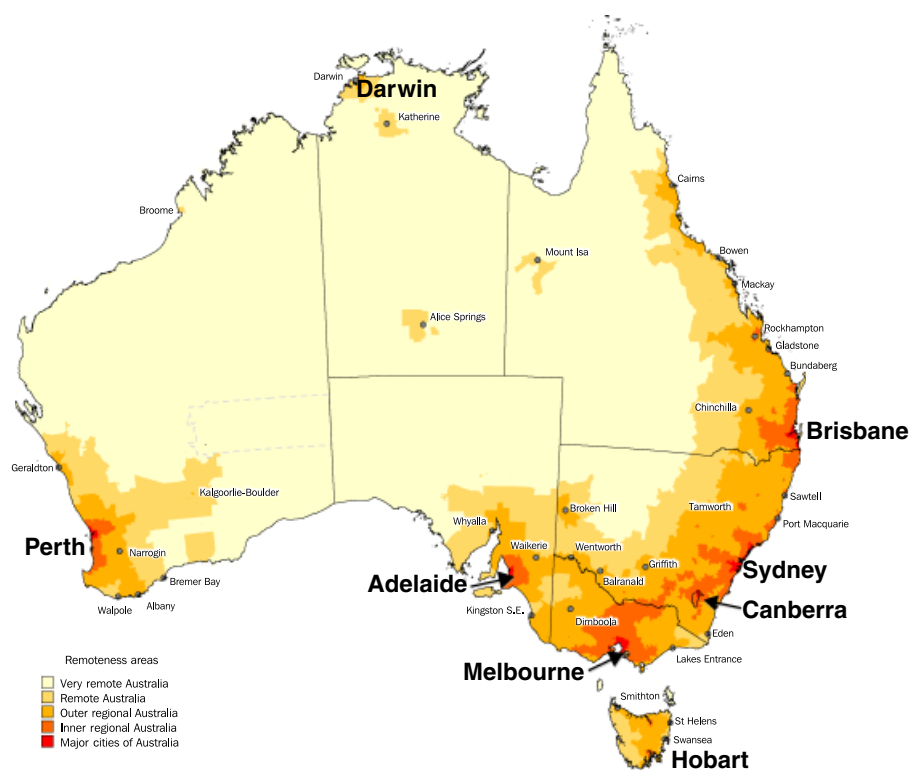 Darwin
Darwin
Katherine
Cairns
Broome
Mount Isa
Bowen
Mackay
Alice Springs
Rockhampton
Gladstone
Bundaberg
Chinchilla
Brisbane
Geraldton
Kalgoorlie-Boulder
Sawtell
Tamworth
Broken Hill
Whyalla
Port Macquarie
Perth
Narrogin
Waikerie
Wentworth
Griffith
Sydney
Bremer Bay
Adelaide
Balranald
Walpole
Albany
Kingston S.E.
Dimboola
Canberra
Eden
Melbourne
Lakes Entrance
Smithton
St Helens
Swansea
Hobart
Remoteness areas
Very remote Australia
Remote Australia
Outer regional Australia
Inner regional Australia
Major cities of Australia